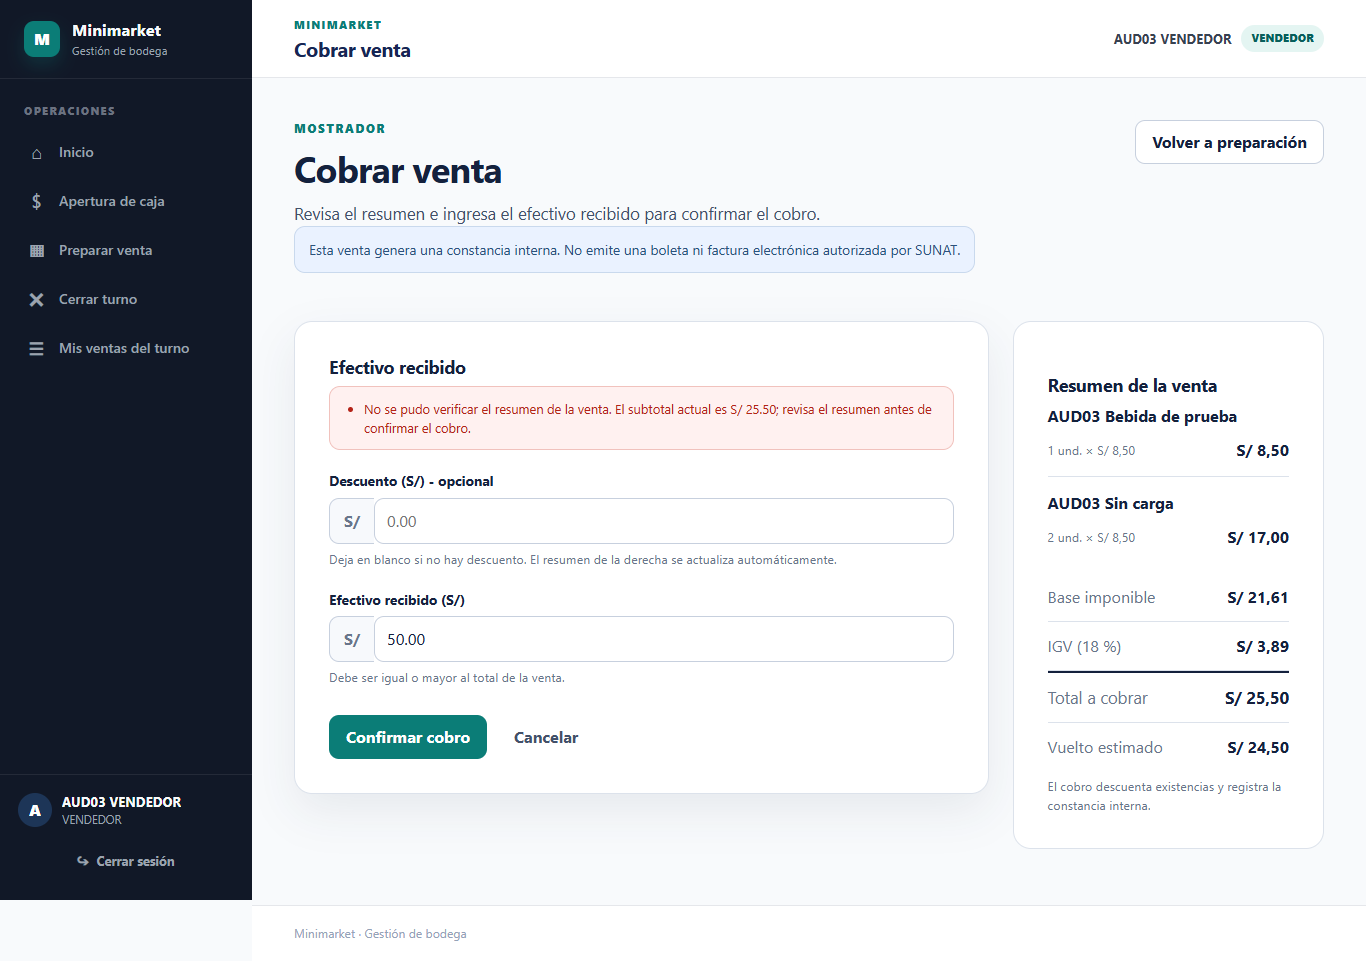 M
Minimarket
Gestión de bodega
OPERACIONES
Inicio
$ Apertura de caja
Preparar venta
Cerrar turno
Mis ventas del turno
A
AUD03 VENDEDOR
VENDEDOR
Cerrar sesión
MINIMARKET
Cobrar venta
AUD03 VENDEDOR
VENDEDOR
MOSTRADOR
Cobrar venta
Revisa el resumen e ingresa el efectivo recibido para confirmar el cobro.
Esta venta genera una constancia interna. No emite una boleta ni factura electrónica autorizada por SUNAT.
Volver a preparación
Efectivo recibido
• No se pudo verificar el resumen de la venta. El subtotal actual es S/ 25.50; revisa el resumen antes de
confirmar el cobro.
Descuento (S/) - opcional
S/ 0.00
Deja en blanco si no hay descuento. El resumen de la derecha se actualiza automáticamente.
Efectivo recibido (S/)
S/ 50.00
Debe ser igual o mayor al total de la venta.
Confirmar cobro
Cancelar
Resumen de la venta
AUD03 Bebida de prueba
1 und. × S/ 8,50 S/ 8,50
AUD03 Sin carga
2 und. × S/ 8,50 S/ 17,00
Base imponible S/ 21,61
IGV (18 %) S/ 3,89
Total a cobrar S/ 25,50
Vuelto estimado S/ 24,50
El cobro descuenta existencias y registra la
constancia interna.
Minimarket · Gestión de bodega